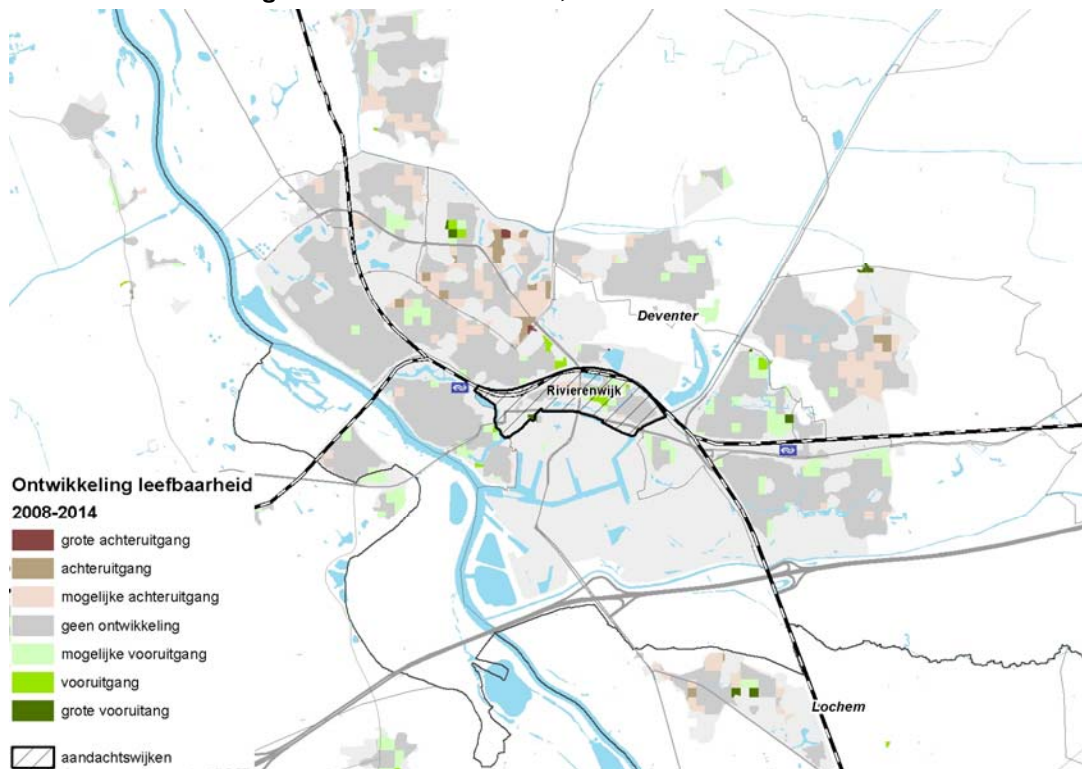 Deventer
Rivierenwijk
Ontwikkeling leefbaarheid
2008-2014
grote achteruitgang
achteruitgang
mogelijke achteruitgang
geen ontwikkeling
mogelijke vooruitgang
vooruitgang
grote vooruitang
aandachtswijken
Lochem